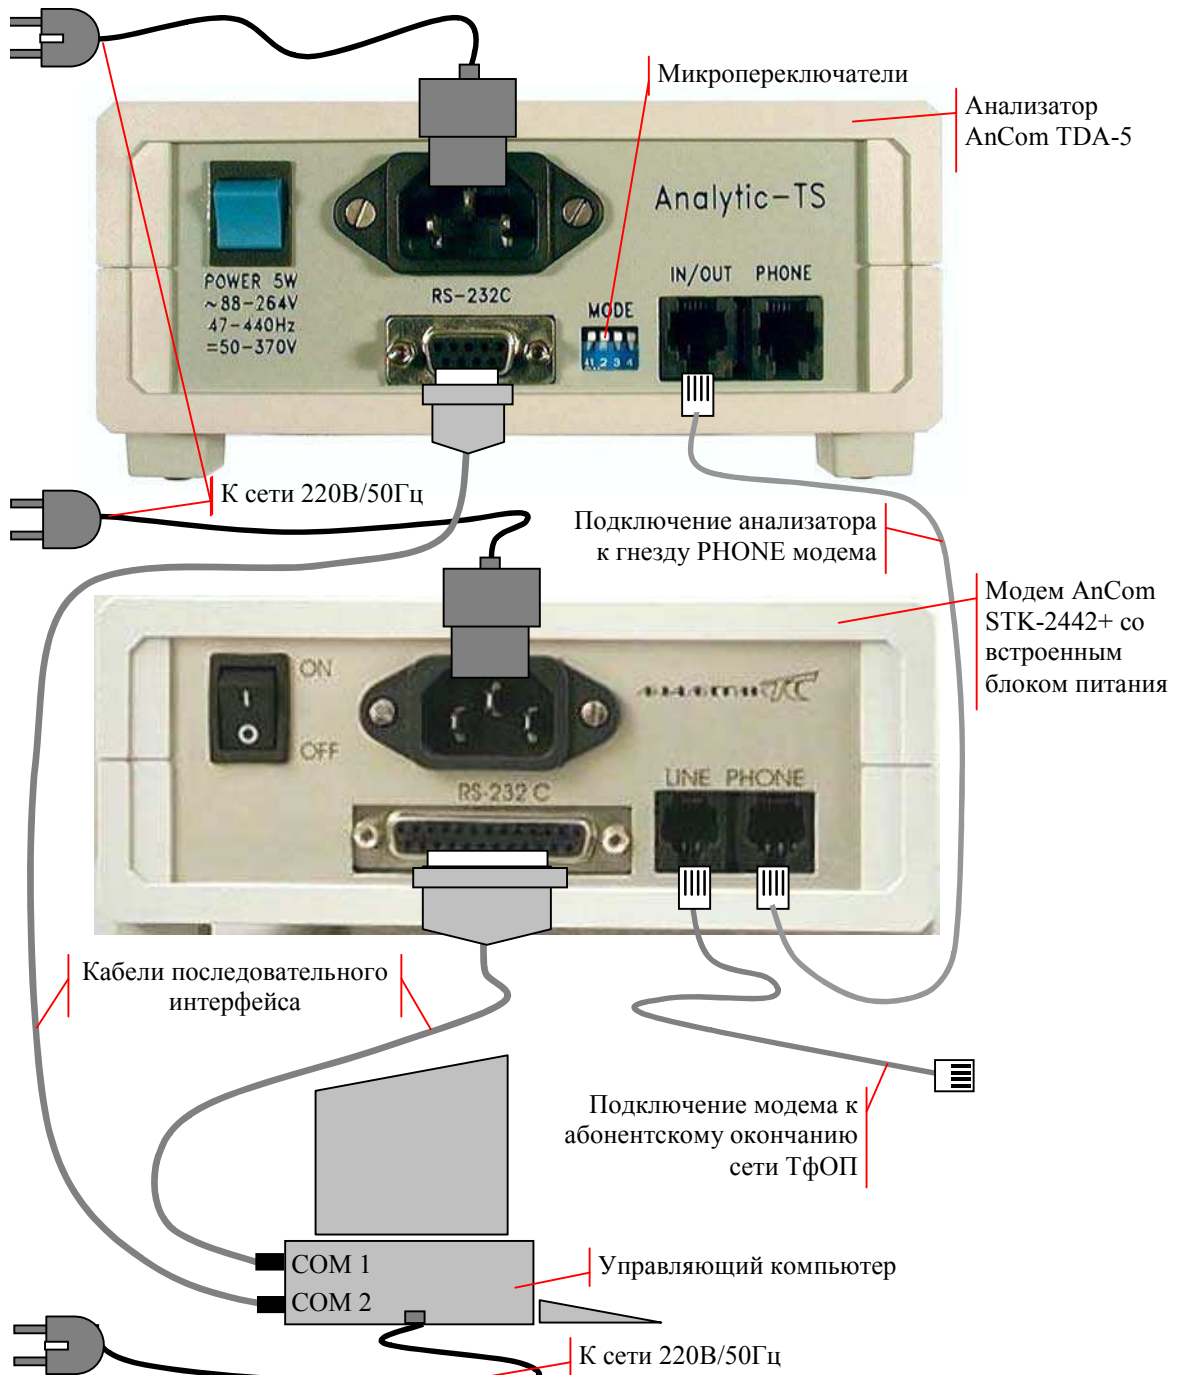 Микропереключатели
Анализатор
AnCom TDA-5
Analytic-TS
POWER 5W
~88-264V
47-440Hz
=50-370V
RS-232C
MODE
1 2 3 4
IN/OUT PHONE
К сети 220В/50Гц
Подключение анализатора
к гнезду PHONE модема
Модем AnCom
STK-2442+ со
встроенным
блоком питания
ON
OFF
RS-232 C
LINE PHONE
Кабели последовательного
интерфейса
Подключение модема к
абонентскому окончанию
сети ТфОП
COM 1
COM 2
Управляющий компьютер
К сети 220В/50Гц